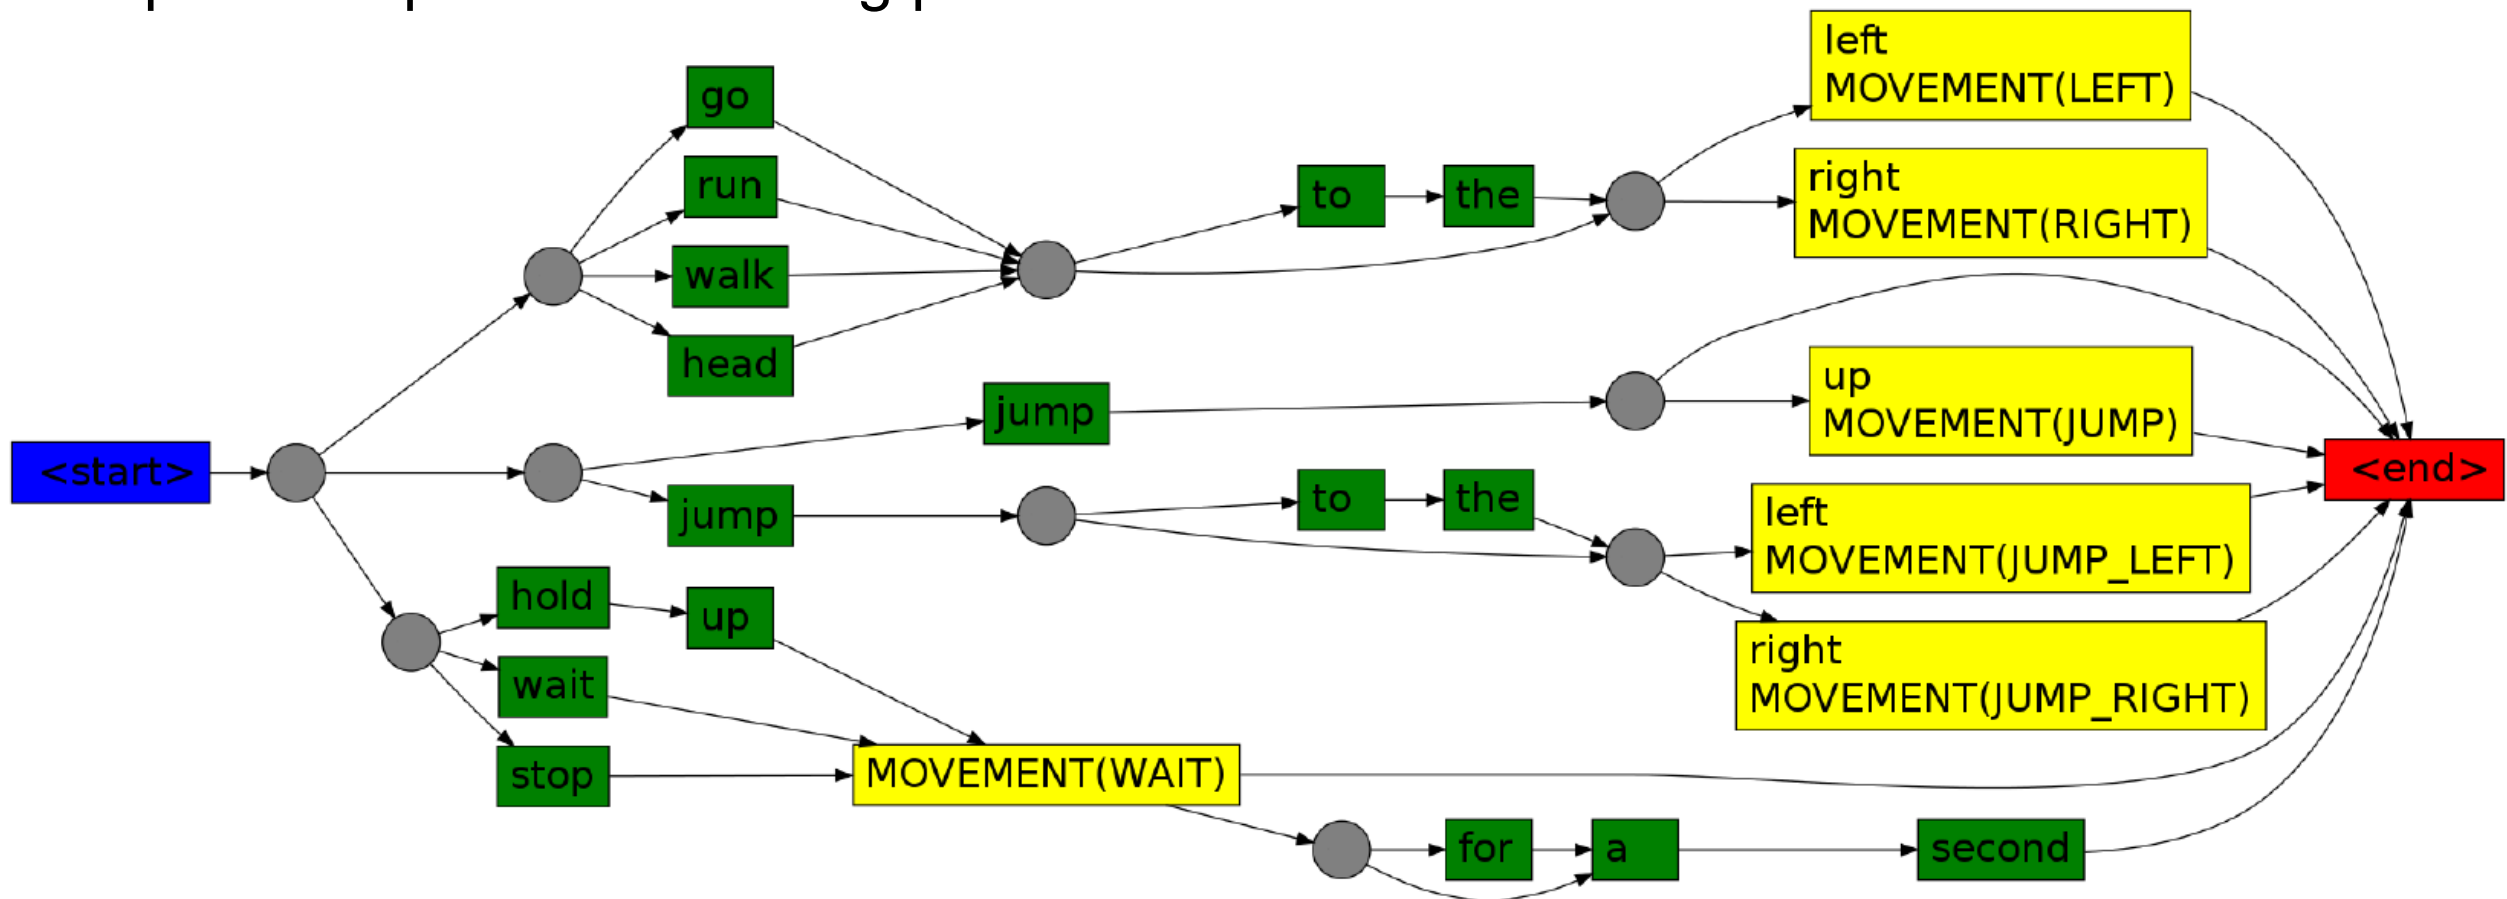 go
run
walk
head
to
the
left
MOVEMENT(LEFT)
right
MOVEMENT(RIGHT)
<start>
jump
up
MOVEMENT(JUMP)
jump
to
the
left
MOVEMENT(JUMP_LEFT)
right
MOVEMENT(JUMP_RIGHT)
<end>
hold
up
wait
stop
MOVEMENT(WAIT)
for
a
second